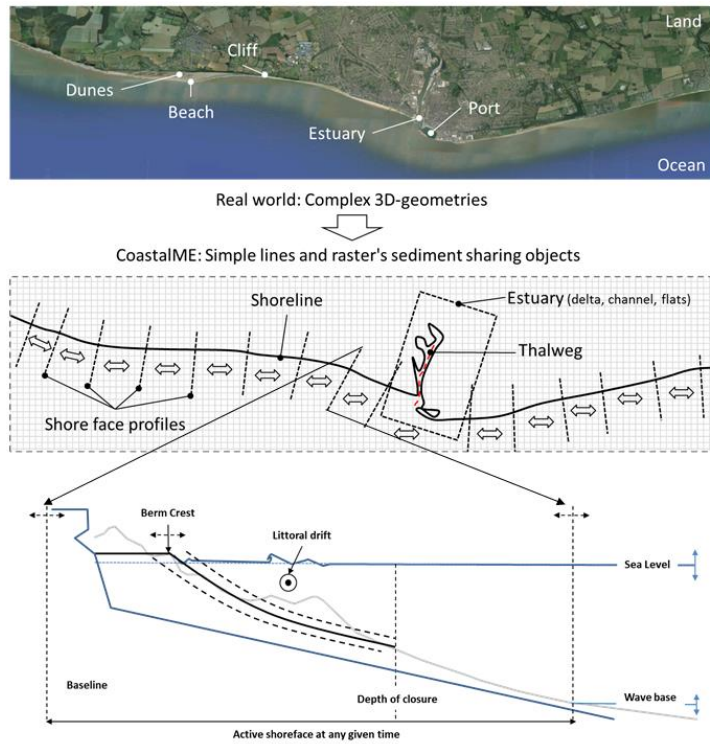 Land
Cliff
Dunes
Beach
Estuary
Port
Ocean
Real world: Complex 3D-geometries
CoastalME: Simple lines and raster's sediment sharing objects
Shoreline
Estuary (delta, channel, flats)
Thalweg
Shore face profiles
Berm Crest
Littoral drift
Sea Level
Baseline
Depth of closure
Wave base
Active shoreface at any given time